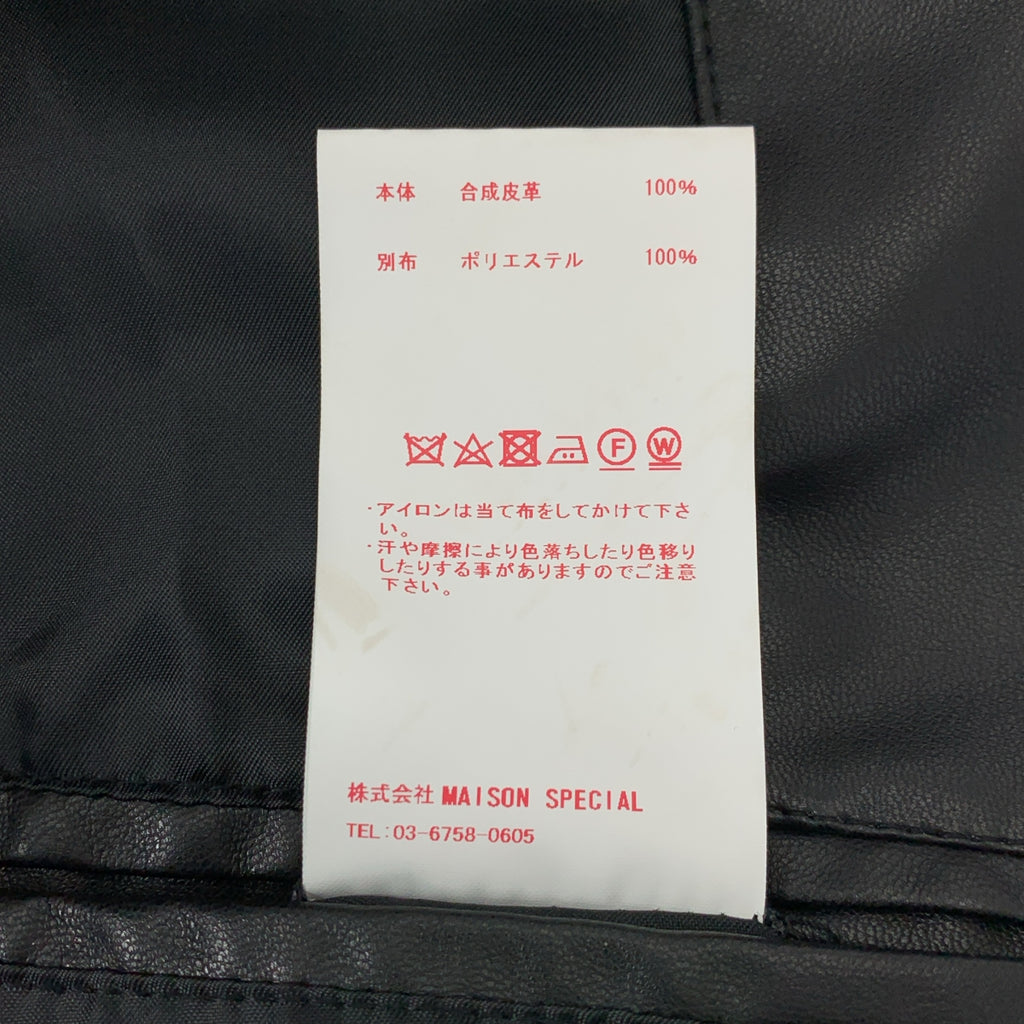 本体 合成皮革 100%
別布 ポリエステル 100%
F W
・アイロンは当て布をしてかけて下さ
い。
・汗や摩擦により色落ちしたり色移り
したりする事がありますのでご注意
下さい。
株式会社 MAISON SPECIAL
TEL:03-6758-0605